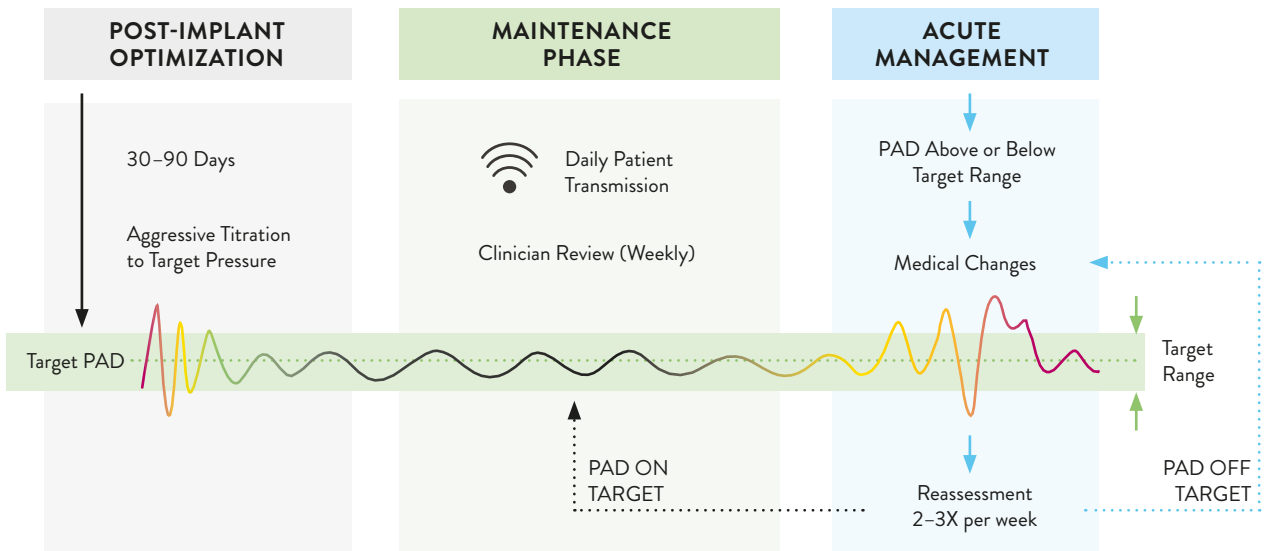 POST-IMPLANT
OPTIMIZATION
30–90 Days
Aggressive Titration
to Target Pressure
MAINTENANCE
PHASE
Daily Patient
Transmission
Clinician Review (Weekly)
ACUTE
MANAGEMENT
PAD Above or Below
Target Range
Medical Changes
Target PAD
Target
Range
PAD ON
TARGET
Reassessment
2–3X per week
PAD OFF
TARGET